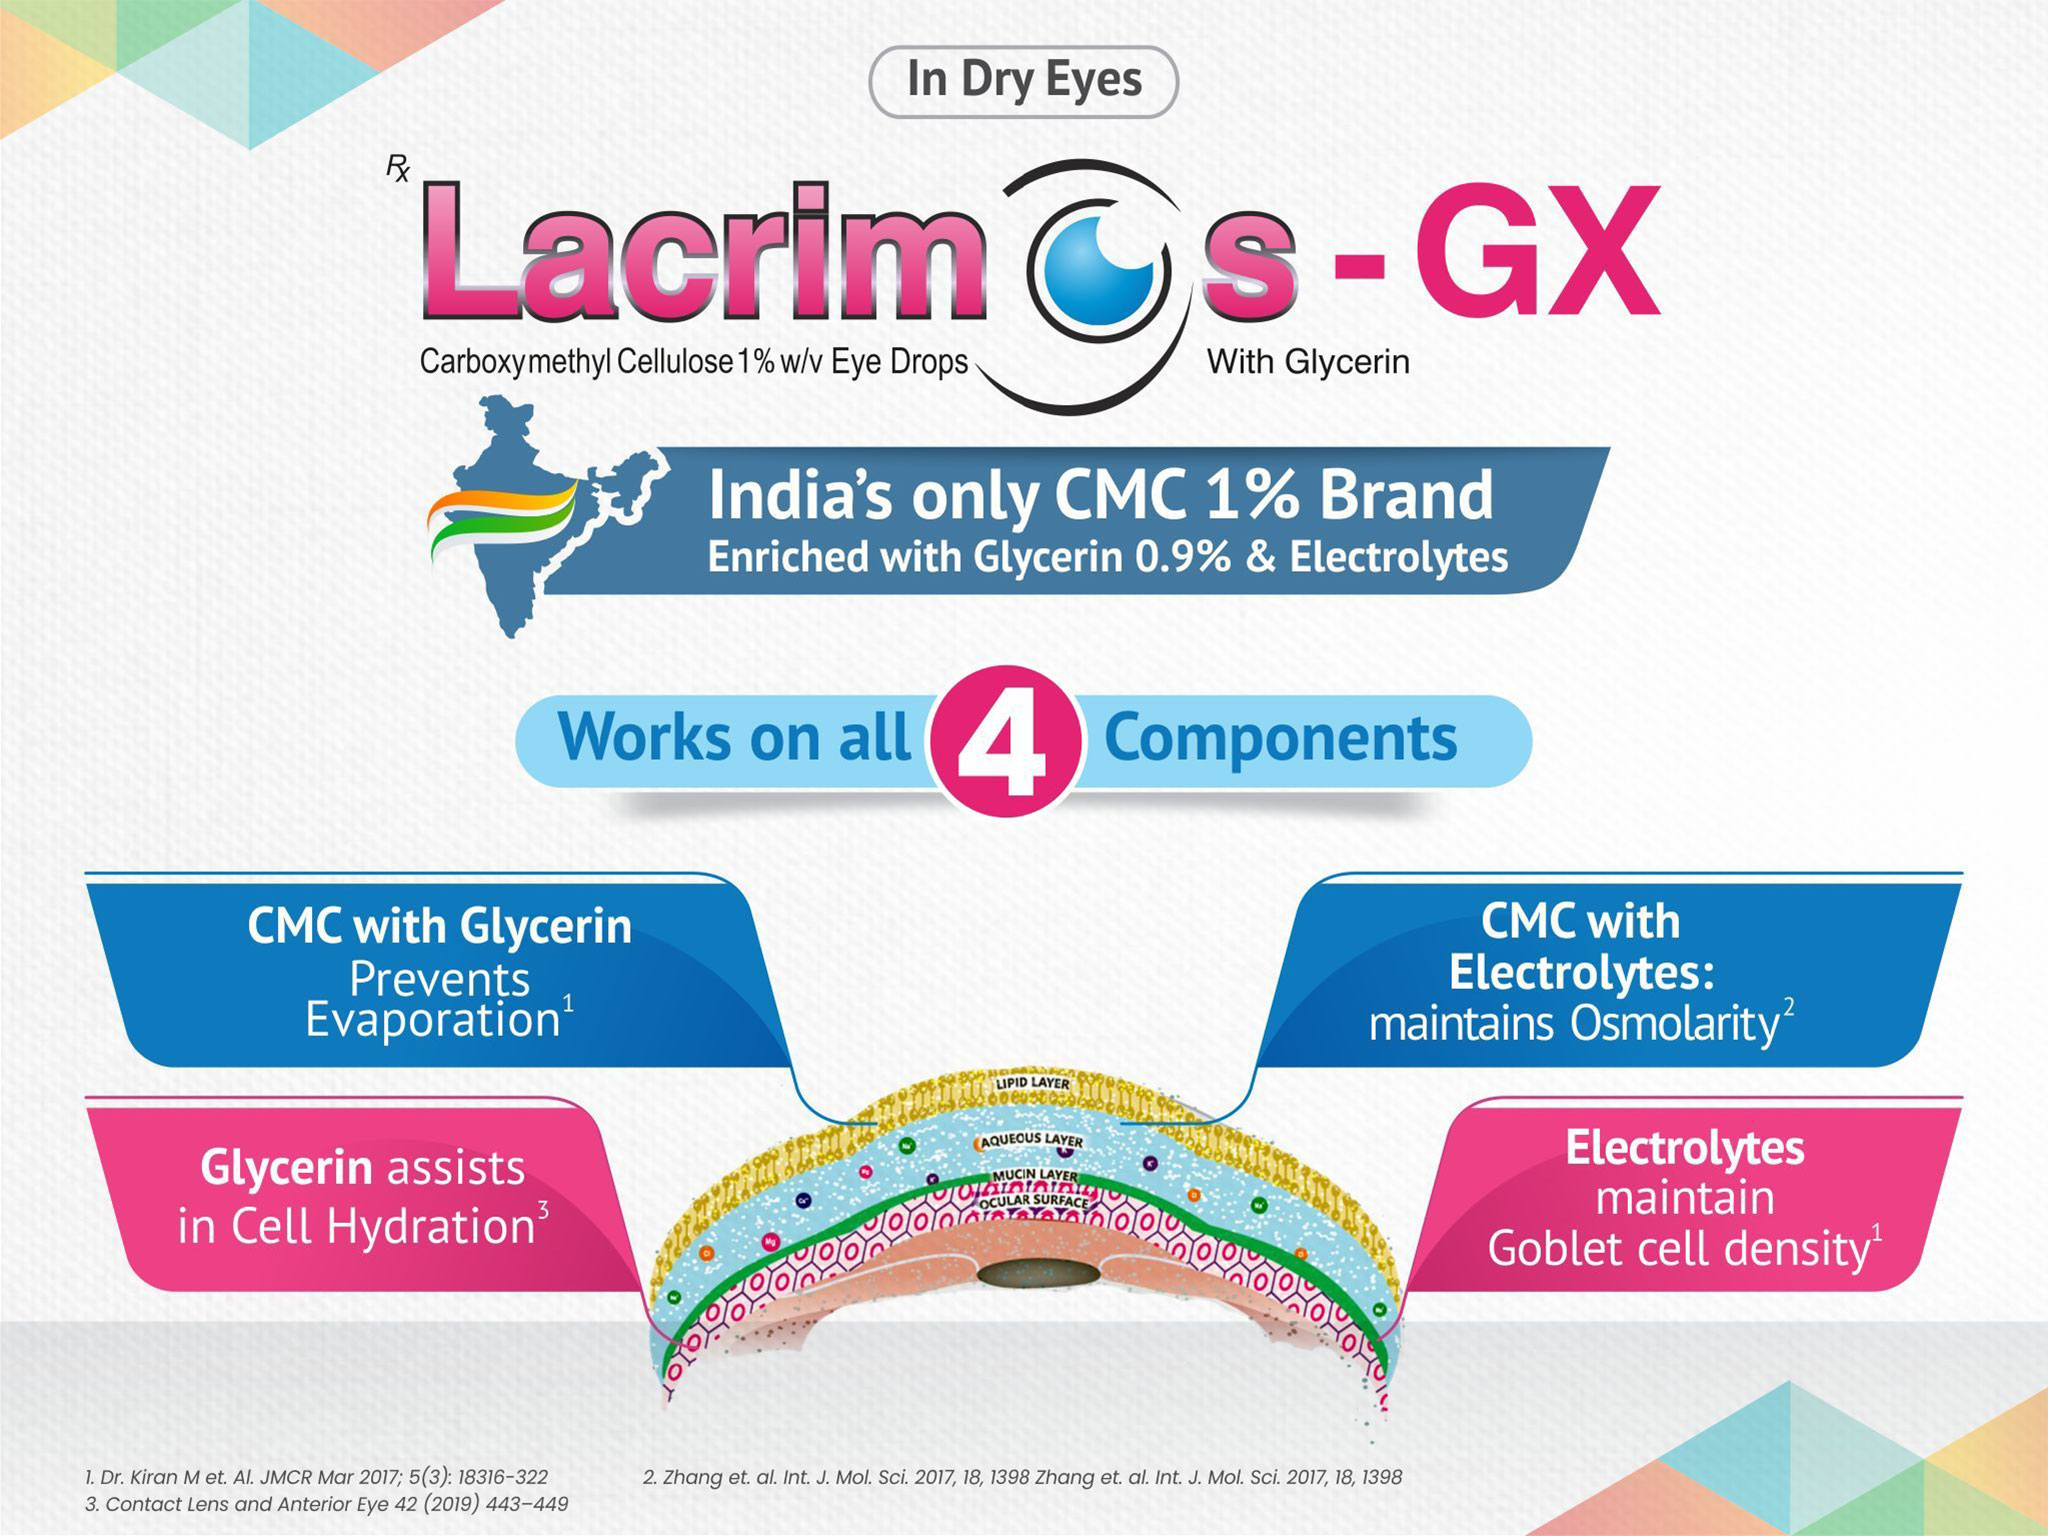 In Dry Eyes
Rx
Lacrimos - GX
Carboxymethyl Cellulose 1% w/v Eye Drops With Glycerin
India's only CMC 1% Brand
Enriched with Glycerin 0.9% & Electrolytes
Works on all 4 Components
CMC with Glycerin
Prevents
Evaporation¹
CMC with
Electrolytes:
maintains Osmolarity²
Glycerin assists
in Cell Hydration³
Electrolytes
maintain
Goblet cell density¹
LIPID LAYER
AQUEOUS LAYER
MUCIN LAYER
OCULAR SURFACE
Mg
1. Dr. Kiran M et. Al. JMCR Mar 2017; 5(3): 18316-322
2. Zhang et. al. Int. J. Mol. Sci. 2017, 18, 1398 Zhang et. al. Int. J. Mol. Sci. 2017, 18, 1398
3. Contact Lens and Anterior Eye 42 (2019) 443–449